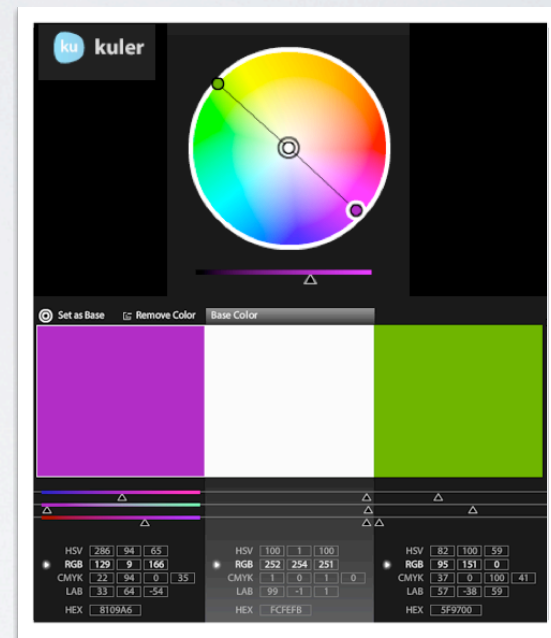 ku kuler
Set as Base Remove Color Base Color
HSV 286 94 65
RGB 129 9 166
CMYK 22 94 0 35
LAB 33 64 -54
HEX 8109A6
HSV 100 1 100
RGB 252 254 251
CMYK 1 0 1 0
LAB 99 -1 1
HEX FCFEFB
HSV 82 100 59
RGB 95 151 0
CMYK 37 0 100 41
LAB 57 -38 59
HEX 5F9700